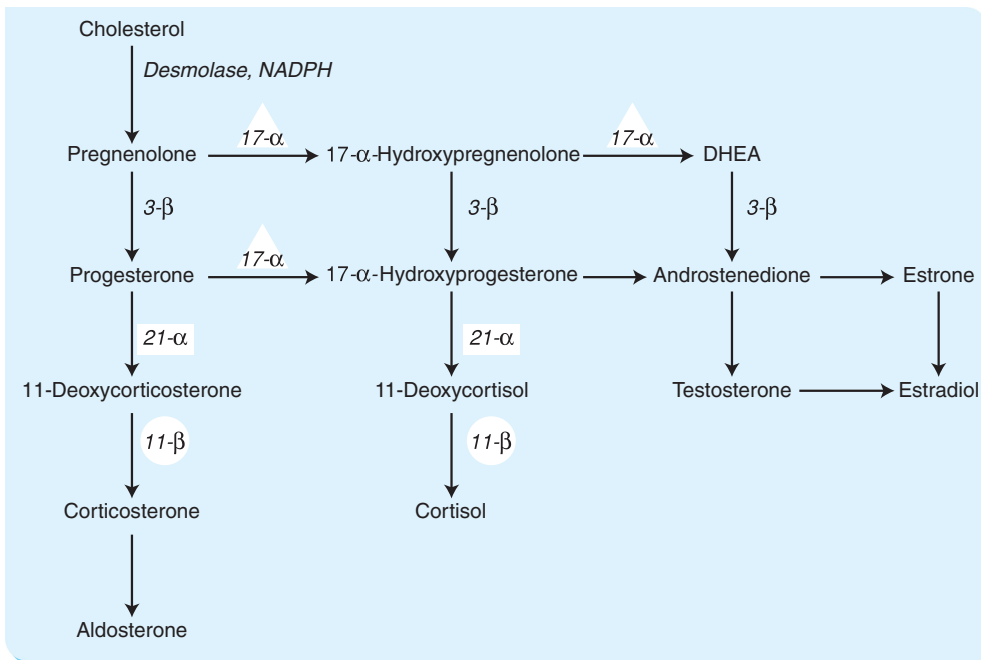 Cholesterol
Desmolase, NADPH
17-α
17-α
Pregnenolone
17-α-Hydroxypregnenolone
DHEA
3-β
3-β
3-β
17-α
Progesterone
17-α-Hydroxyprogesterone
Androstenedione
Estrone
21-α
21-α
11-Deoxycorticosterone
11-Deoxycortisol
Testosterone
Estradiol
11-β
11-β
Corticosterone
Cortisol
Aldosterone